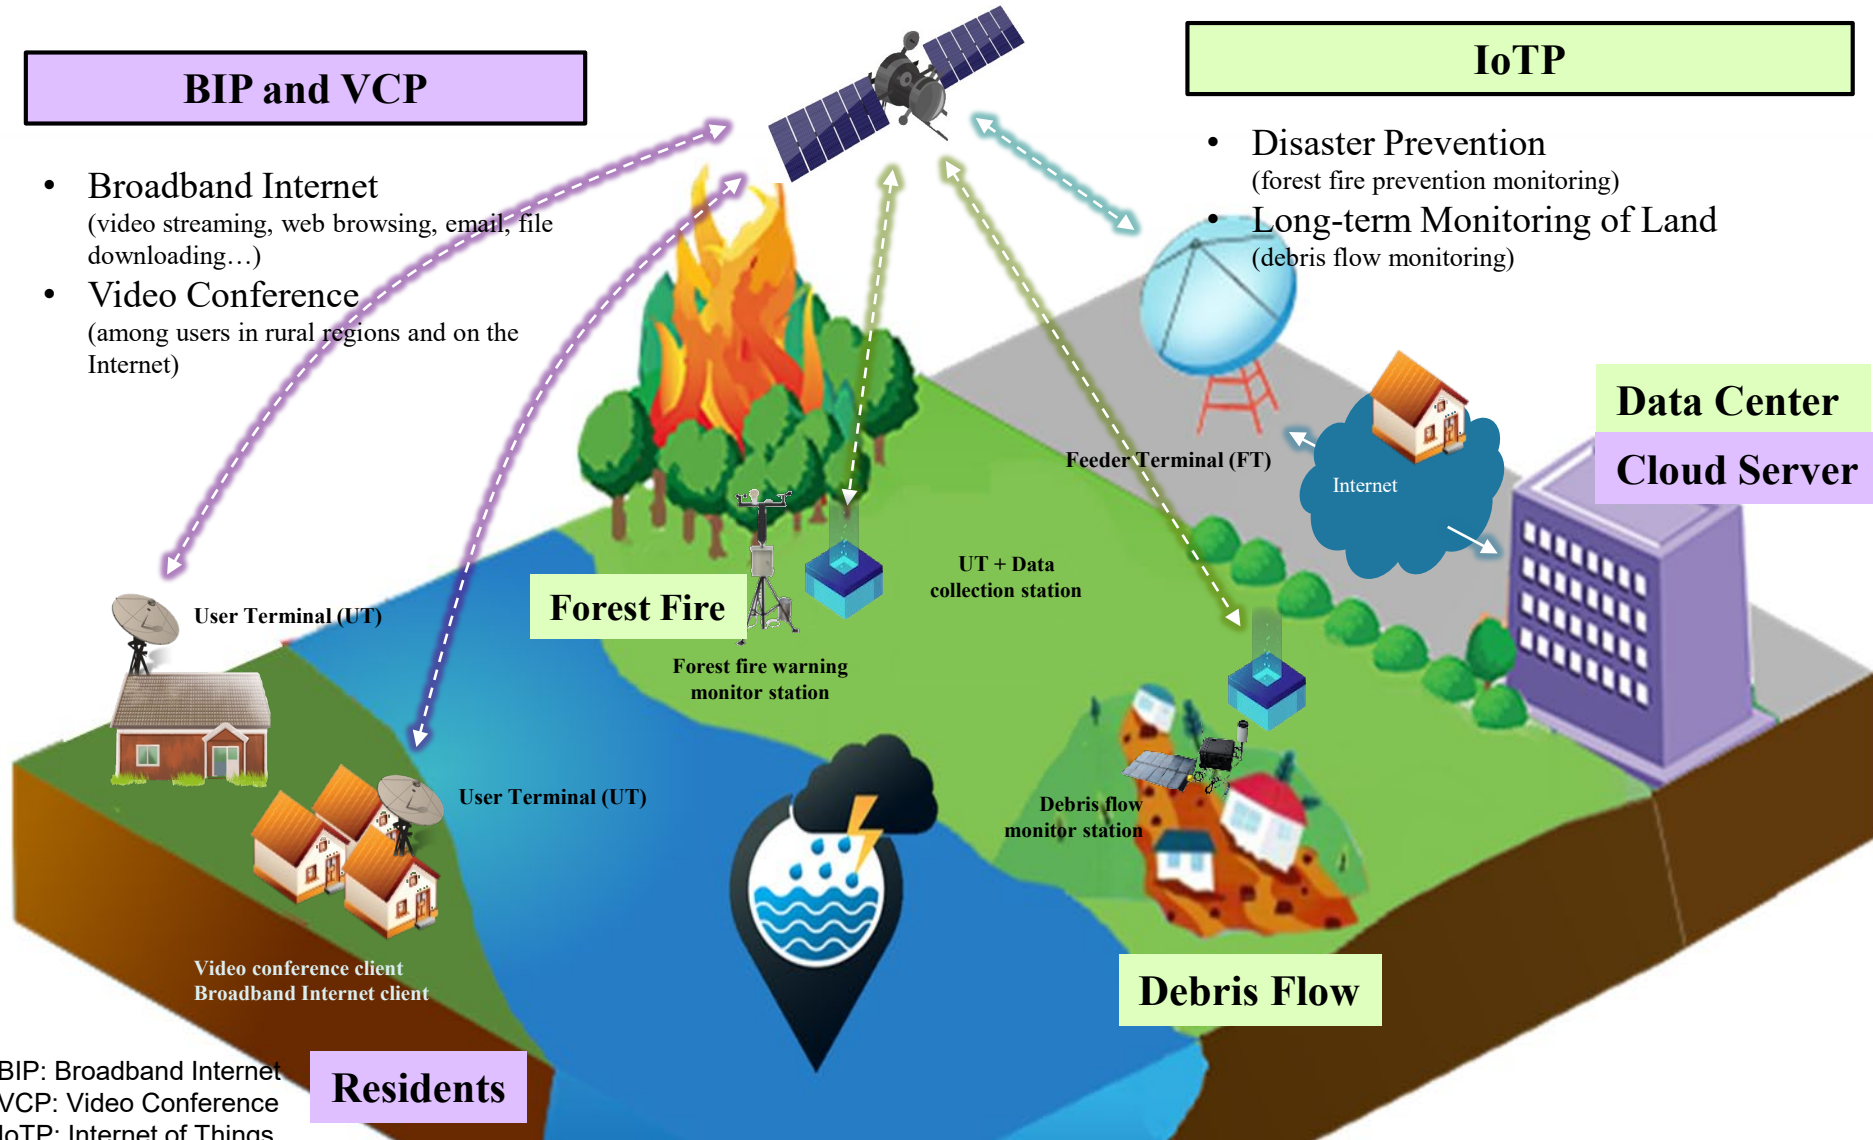 BIP and VCP
• Broadband Internet
(video streaming, web browsing, email, file
downloading…)
• Video Conference
(among users in rural regions and on the
Internet)
IoTP
• Disaster Prevention
(forest fire prevention monitoring)
• Long-term Monitoring of Land
(debris flow monitoring)
Data Center
Cloud Server
Feeder Terminal (FT)
Internet
UT + Data
collection station
Forest Fire
Forest fire warning
monitor station
User Terminal (UT)
User Terminal (UT)
Debris flow
monitor station
Debris Flow
Video conference client
Broadband Internet client
Residents
BIP: Broadband Internet
VCP: Video Conference
IoTP: Internet of Things